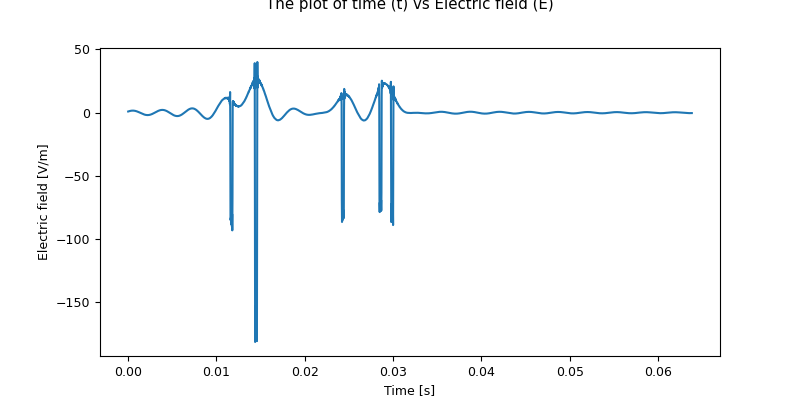 The plot of time (t) vs Electric field (E)
50
0
−50
−100
−150
Electric field [V/m]
0.00 0.01 0.02 0.03 0.04 0.05 0.06
Time [s]